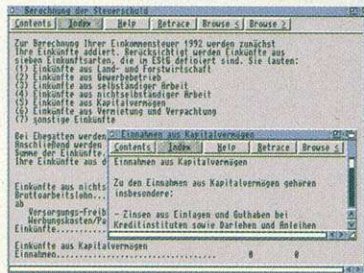 Berechnung der Steuerschuld
Contents Index Help Retrace Browse < Browse >
Zur Berechnung Ihrer Einkommensteuer 1992 werden zunächst
Ihre Einkünfte addiert. Berücksichtigt werden Einkünfte aus
sieben Einkunftsarten, die im EStG definiert sind. Sie lauten:
(1) Einkünfte aus Land- und Forstwirtschaft
(2) Einkünfte aus Gewerbebetrieb
(3) Einkünfte aus selbständiger Arbeit
(4) Einkünfte aus nichtselbständiger Arbeit
(5) Einkünfte aus Kapitalvermögen
(6) Einkünfte aus Vermietung und Verpachtung
(7) sonstige Einkünfte
Bei Ehegatten werden
Anschließend werden
Summe der Einkünfte.
Ihre Einkünfte aus d
Einkünfte aus nichts
Bruttoarbeitslohn...
ab
Versorgungs-Freib
Werbungskosten/Pa
Einkünfte
Einkünfte aus Kapitalvermögen
Einnahmen 0 0
Einnahmen aus Kapitalvermögen
Contents Index Help Retrace Browse <
Einnahmen aus Kapitalvermögen
Zu den Einnahmen aus Kapitalvermögen gehören
insbesondere:
- Zinsen aus Einlagen und Guthaben bei
Kreditinstituten sowie Darlehen und Anleihen